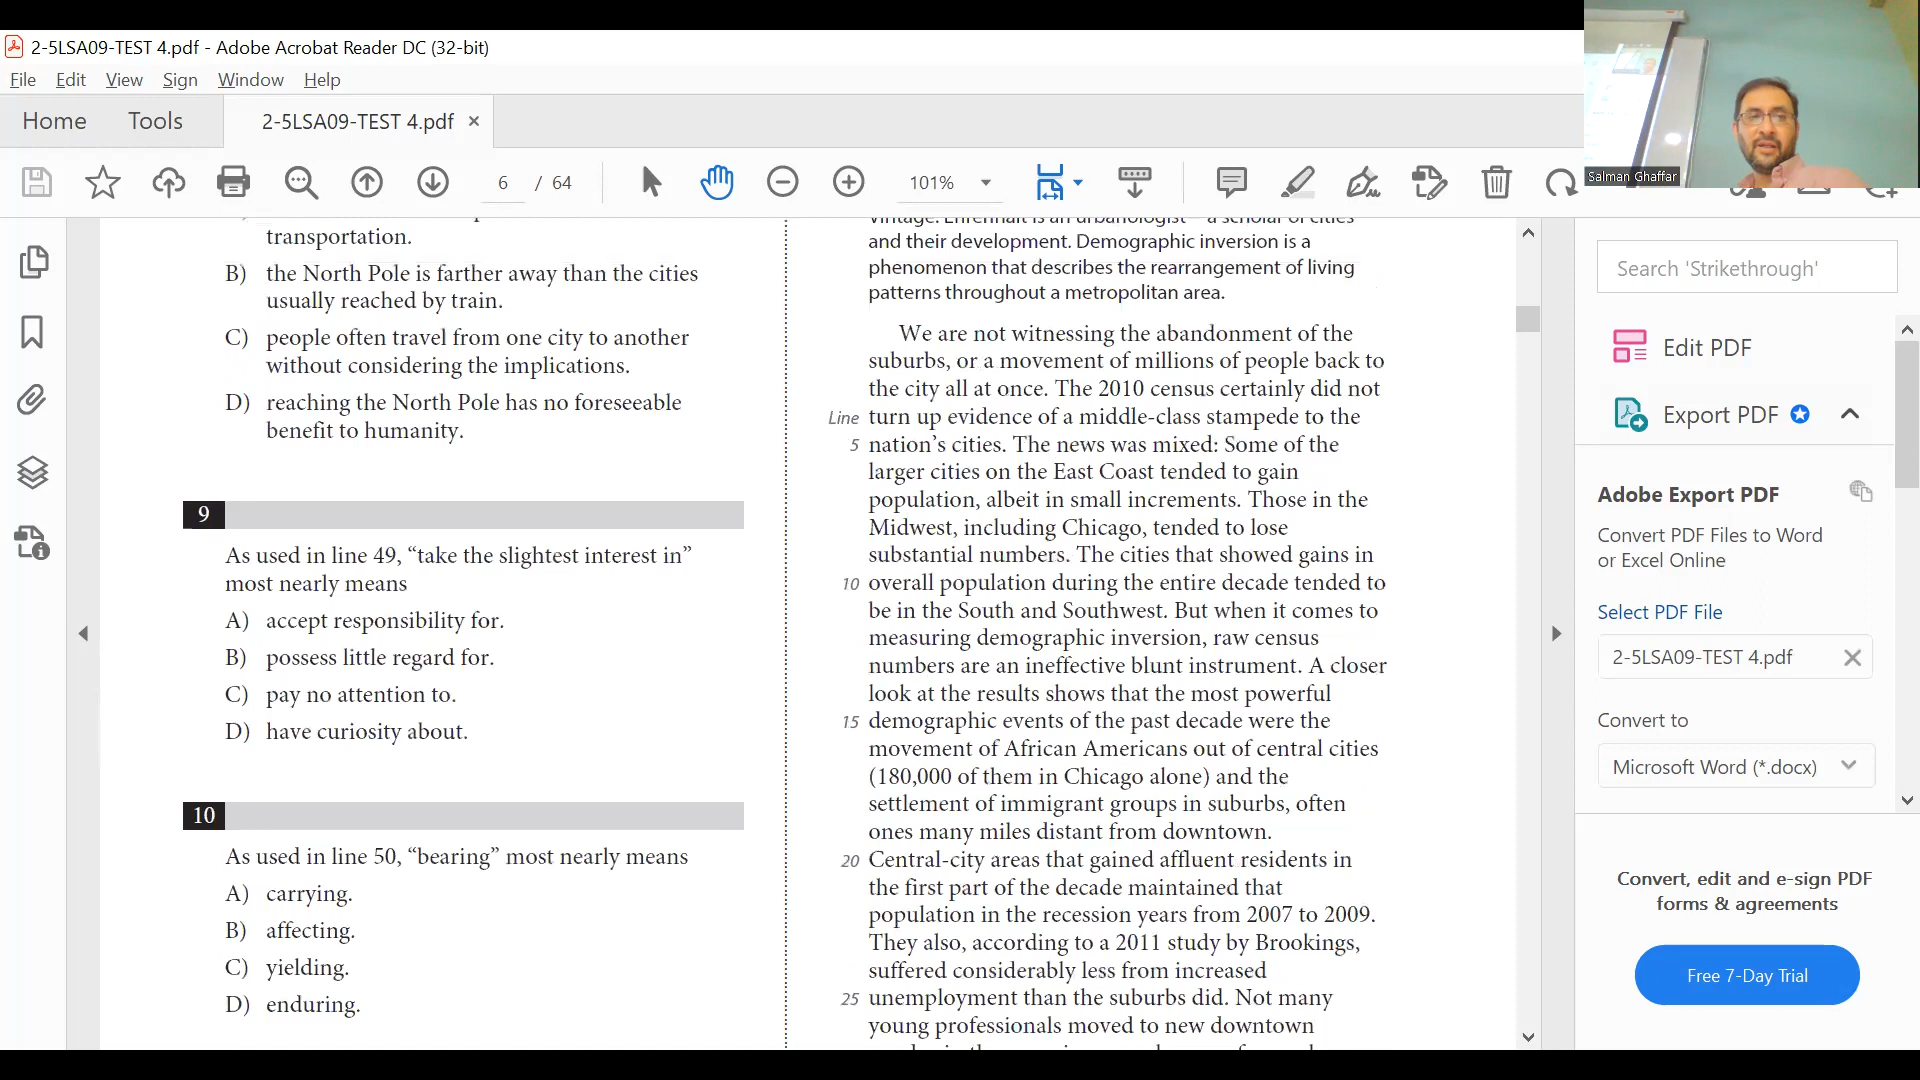 2-5LSA09-TEST 4.pdf - Adobe Acrobat Reader DC (32-bit)
File Edit View Sign Window Help
Home Tools 2-5LSA09-TEST 4.pdf ×
6 / 64 101%
Salman Ghaffar
transportation.
B) the North Pole is farther away than the cities
usually reached by train.
C) people often travel from one city to another
without considering the implications.
D) reaching the North Pole has no foreseeable
benefit to humanity.
9
As used in line 49, “take the slightest interest in”
most nearly means
A) accept responsibility for.
B) possess little regard for.
C) pay no attention to.
D) have curiosity about.
10
As used in line 50, “bearing” most nearly means
A) carrying.
B) affecting.
C) yielding.
D) enduring.
Vintage. Ehrenhalt is an urbanologist—a scholar of cities
and their development. Demographic inversion is a
phenomenon that describes the rearrangement of living
patterns throughout a metropolitan area.
We are not witnessing the abandonment of the
suburbs, or a movement of millions of people back to
the city all at once. The 2010 census certainly did not
Line turn up evidence of a middle-class stampede to the
5 nation’s cities. The news was mixed: Some of the
larger cities on the East Coast tended to gain
population, albeit in small increments. Those in the
Midwest, including Chicago, tended to lose
substantial numbers. The cities that showed gains in
10 overall population during the entire decade tended to
be in the South and Southwest. But when it comes to
measuring demographic inversion, raw census
numbers are an ineffective blunt instrument. A closer
look at the results shows that the most powerful
15 demographic events of the past decade were the
movement of African Americans out of central cities
(180,000 of them in Chicago alone) and the
settlement of immigrant groups in suburbs, often
ones many miles distant from downtown.
20 Central-city areas that gained affluent residents in
the first part of the decade maintained that
population in the recession years from 2007 to 2009.
They also, according to a 2011 study by Brookings,
suffered considerably less from increased
25 unemployment than the suburbs did. Not many
young professionals moved to new downtown
Search 'Strikethrough'
Edit PDF
Export PDF
Adobe Export PDF
Convert PDF Files to Word
or Excel Online
Select PDF File
2-5LSA09-TEST 4.pdf
Convert to
Microsoft Word (*.docx)
Convert, edit and e-sign PDF
forms & agreements
Free 7-Day Trial